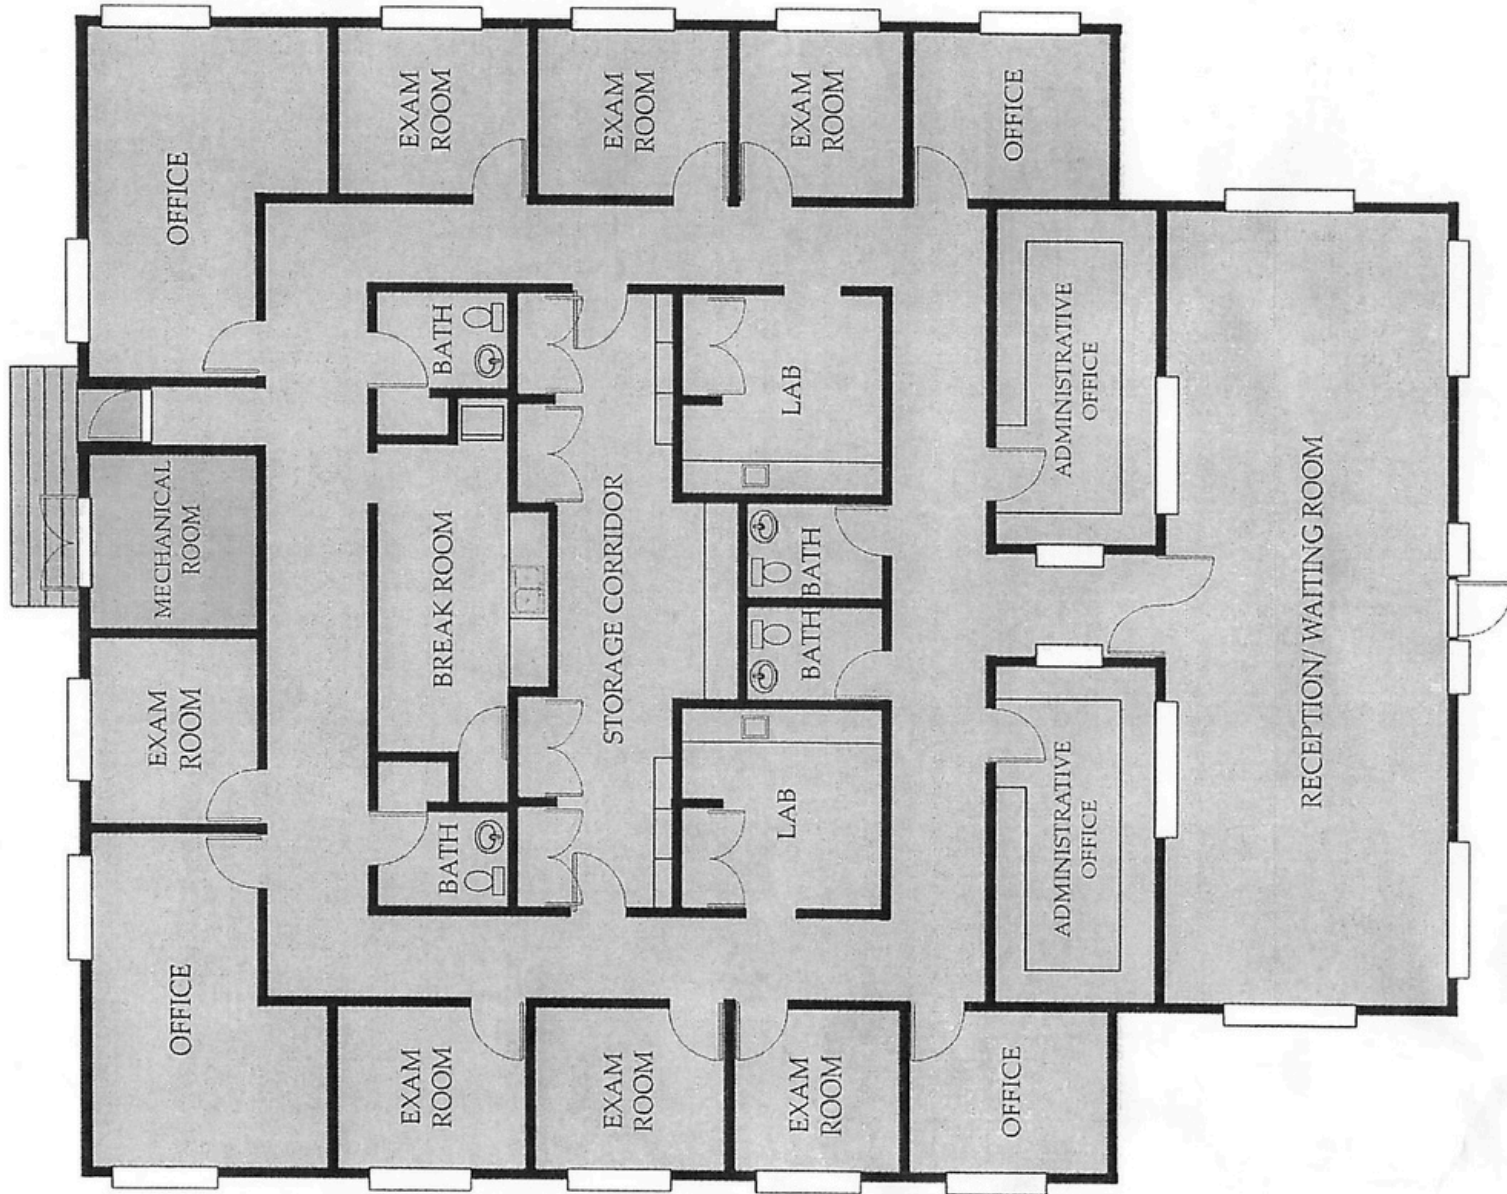 OFFICE
EXAM
ROOM
EXAM
ROOM
EXAM
ROOM
OFFICE
BATH
LAB
ADMINISTRATIVE
OFFICE
MECHANICAL
ROOM
BREAK ROOM
STORAGE CORRIDOR
BATH
BATH
RECEPTION/ WAITING ROOM
EXAM
ROOM
BATH
LAB
ADMINISTRATIVE
OFFICE
OFFICE
EXAM
ROOM
EXAM
ROOM
EXAM
ROOM
OFFICE